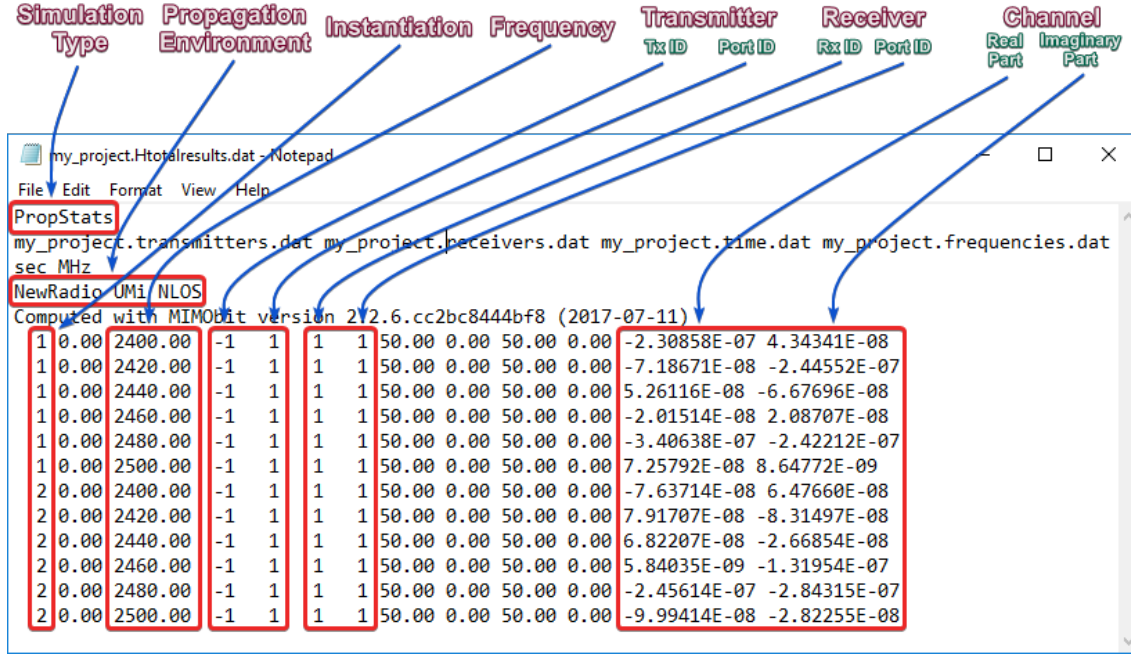 Simulation Type
Propagation Environment
Instantiation
Frequency
Transmitter
Tx ID Port ID
Receiver
Rx ID Port ID
Channel
Real Part
Imaginary Part
my_project.Htotalresults.dat - Notepad
File Edit Format View Help
PropStats
my_project.transmitters.dat my_project.receivers.dat my_project.time.dat my_project.frequencies.dat
sec MHz
NewRadio UMi NLOS
Computed with MIMObit version 2.2.6.cc2bc8444bf8 (2017-07-11)
1 0.00 2400.00 -1 1 1 1 50.00 0.00 50.00 0.00 -2.30858E-07 4.34341E-08
1 0.00 2420.00 -1 1 1 1 50.00 0.00 50.00 0.00 -7.18671E-08 -2.44552E-07
1 0.00 2440.00 -1 1 1 1 50.00 0.00 50.00 0.00 5.26116E-08 -6.67696E-08
1 0.00 2460.00 -1 1 1 1 50.00 0.00 50.00 0.00 -2.01514E-08 2.08707E-08
1 0.00 2480.00 -1 1 1 1 50.00 0.00 50.00 0.00 -3.40638E-07 -2.42212E-07
1 0.00 2500.00 -1 1 1 1 50.00 0.00 50.00 0.00 7.25792E-08 8.64772E-09
2 0.00 2400.00 -1 1 1 1 50.00 0.00 50.00 0.00 -7.63714E-08 6.47660E-08
2 0.00 2420.00 -1 1 1 1 50.00 0.00 50.00 0.00 7.91707E-08 -8.31497E-08
2 0.00 2440.00 -1 1 1 1 50.00 0.00 50.00 0.00 6.82207E-08 -2.66854E-08
2 0.00 2460.00 -1 1 1 1 50.00 0.00 50.00 0.00 5.84035E-09 -1.31954E-07
2 0.00 2480.00 -1 1 1 1 50.00 0.00 50.00 0.00 -2.45614E-07 -2.84315E-07
2 0.00 2500.00 -1 1 1 1 50.00 0.00 50.00 0.00 -9.99414E-08 -2.82255E-08